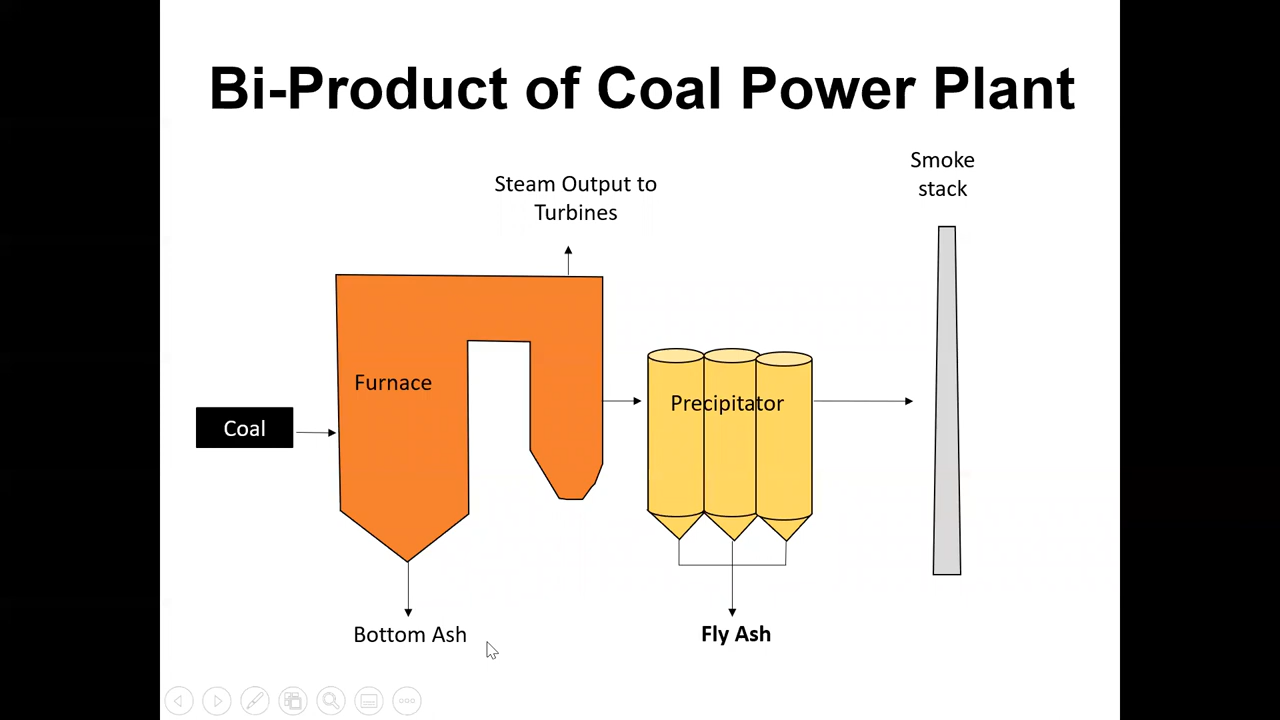 Bi-Product of Coal Power Plant
Smoke
stack
Steam Output to
Turbines
Furnace
Precipitator
Coal
Bottom Ash
Fly Ash